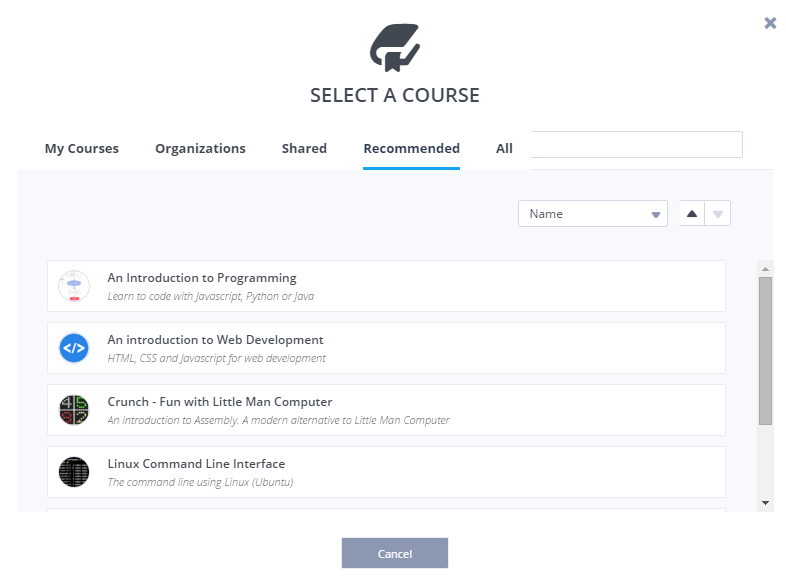 SELECT A COURSE
My Courses
Organizations
Shared
Recommended
All
Name
An Introduction to Programming
Learn to code with Javascript, Python or Java
</>
An introduction to Web Development
HTML, CSS and Javascript for web development
Crunch - Fun with Little Man Computer
An introduction to Assembly. A modern alternative to Little Man Computer
Linux Command Line Interface
The command line using Linux (Ubuntu)
Cancel